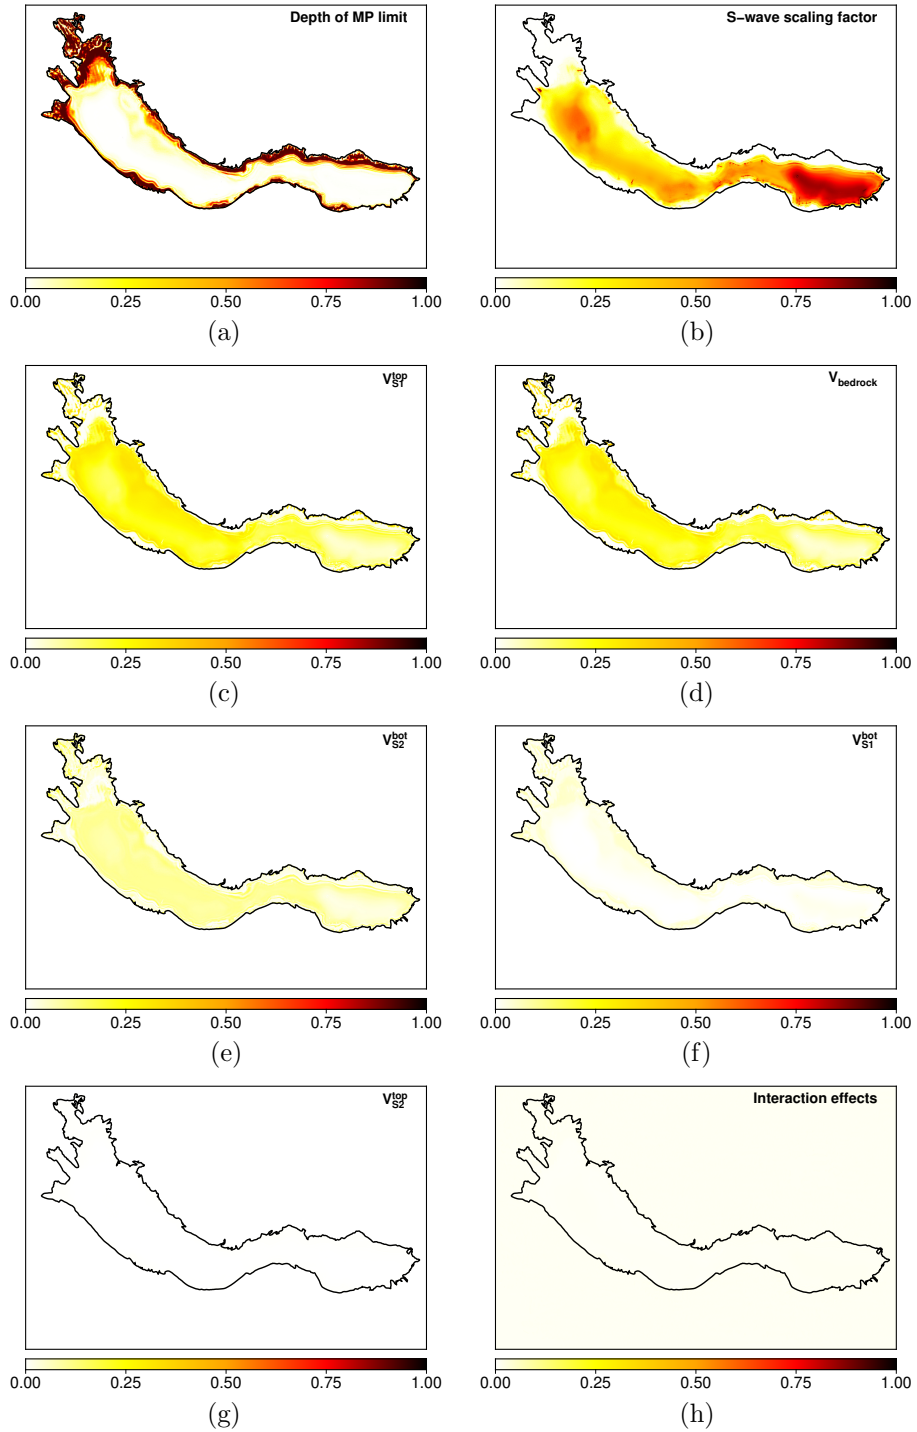 Depth of MP limit
S−wave scaling factor
0.00 0.25 0.50 0.75 1.00
0.00 0.25 0.50 0.75 1.00
(a)
(b)
V_S1^top
V_bedrock
0.00 0.25 0.50 0.75 1.00
0.00 0.25 0.50 0.75 1.00
(c)
(d)
V_S2^bot
V_S1^bot
0.00 0.25 0.50 0.75 1.00
0.00 0.25 0.50 0.75 1.00
(e)
(f)
V_S2^top
Interaction effects
0.00 0.25 0.50 0.75 1.00
0.00 0.25 0.50 0.75 1.00
(g)
(h)